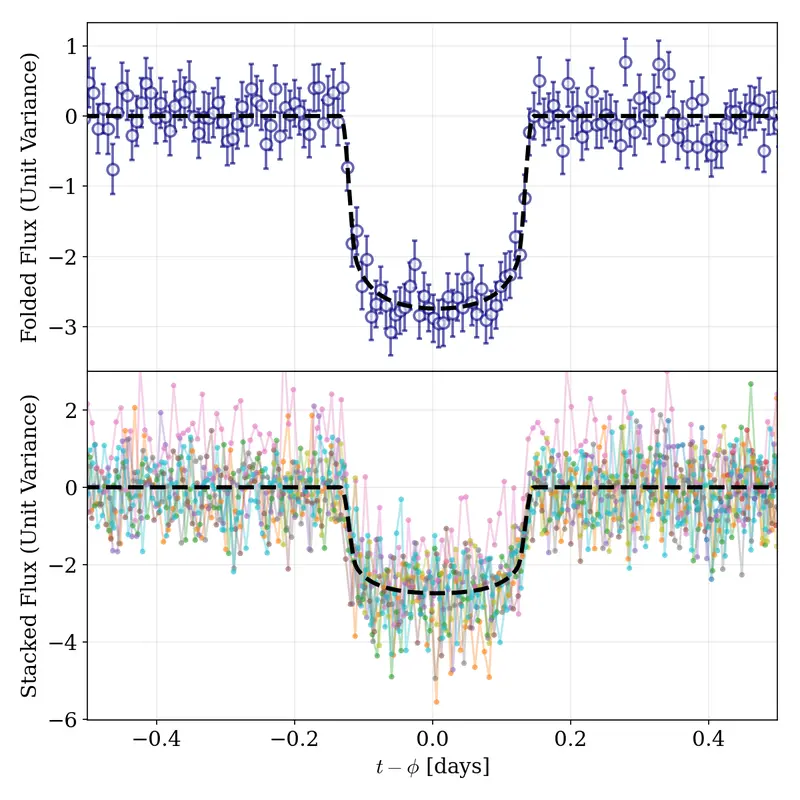 Folded Flux (Unit Variance)
1
0
−1
−2
−3
Stacked Flux (Unit Variance)
2
0
−2
−4
−6
−0.4 −0.2 0.0 0.2 0.4
t − ϕ [days]